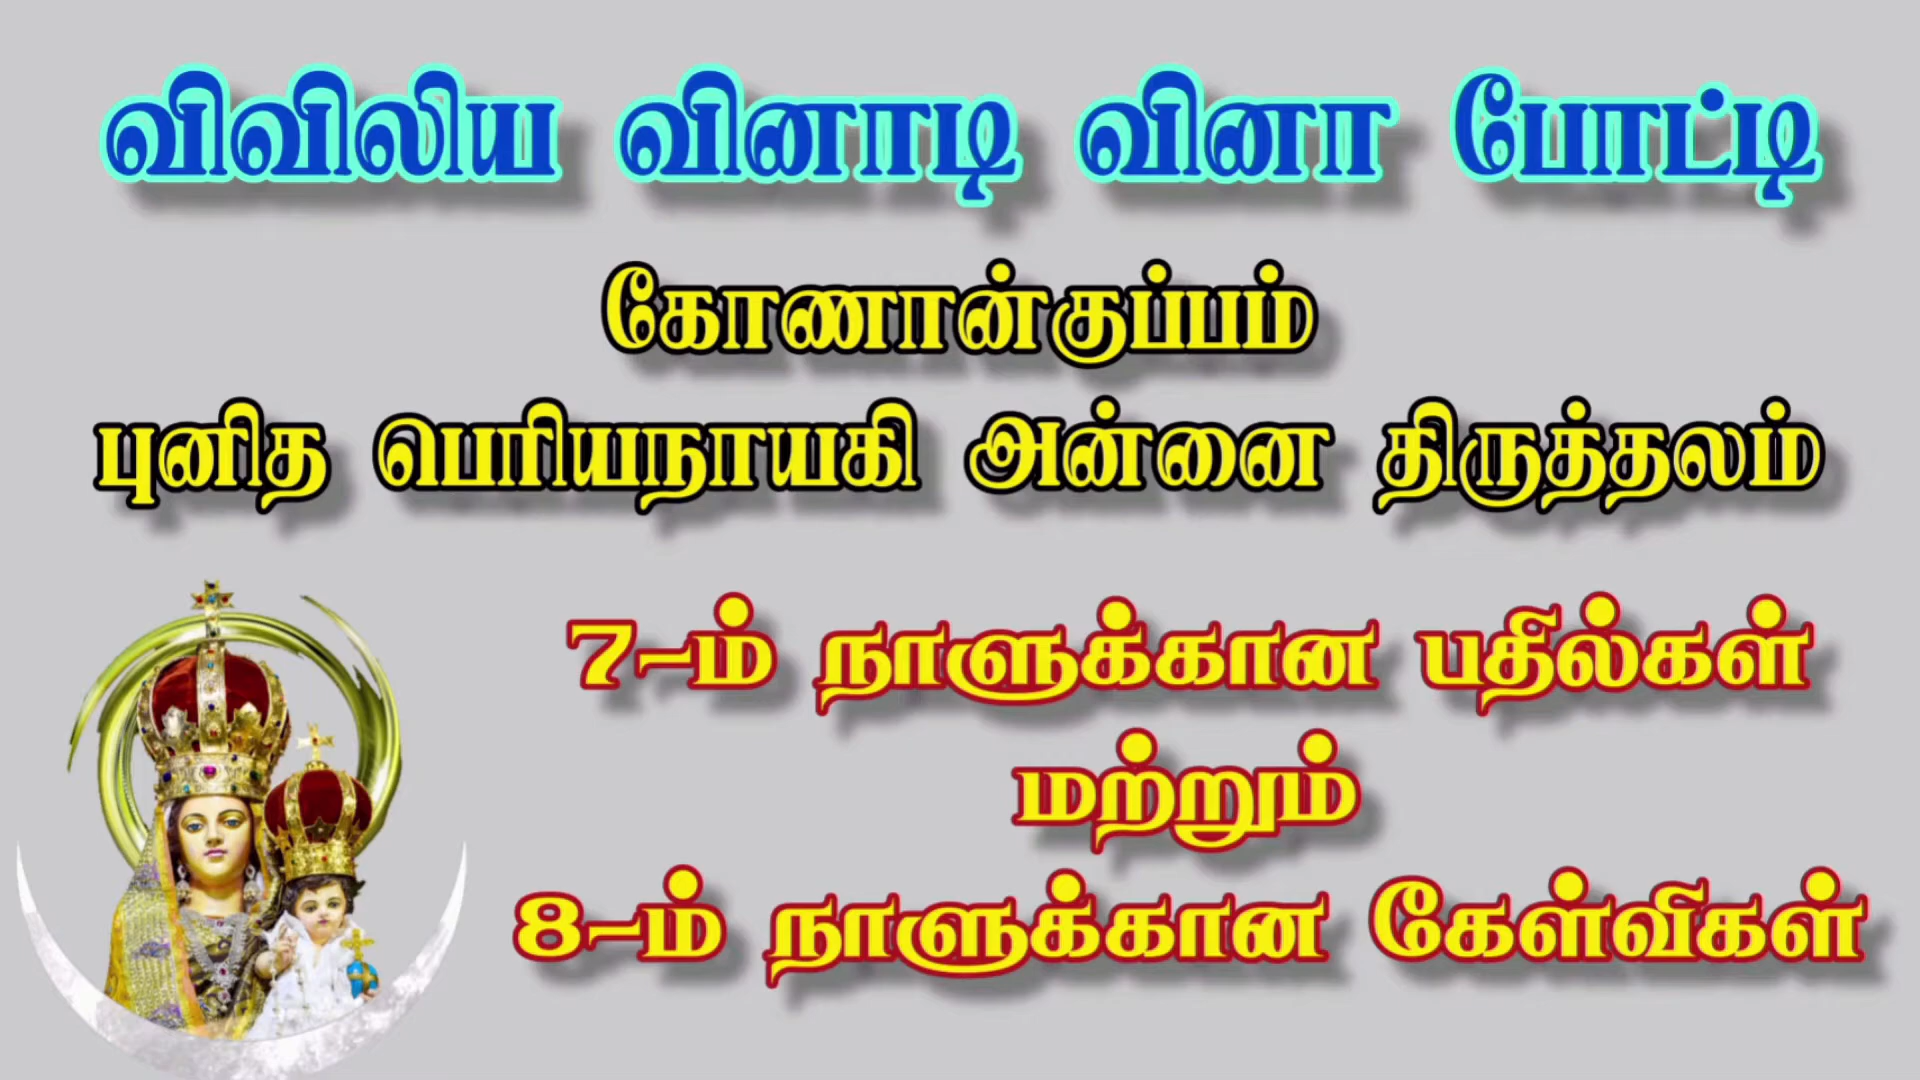 விவிலிய வினாடி வினா போட்டி
கோணான்குப்பம்
புனித பெரியநாயகி அன்னை திருத்தலம்
7-ம் நாளுக்கான பதில்கள்
மற்றும்
8-ம் நாளுக்கான கேள்விகள்